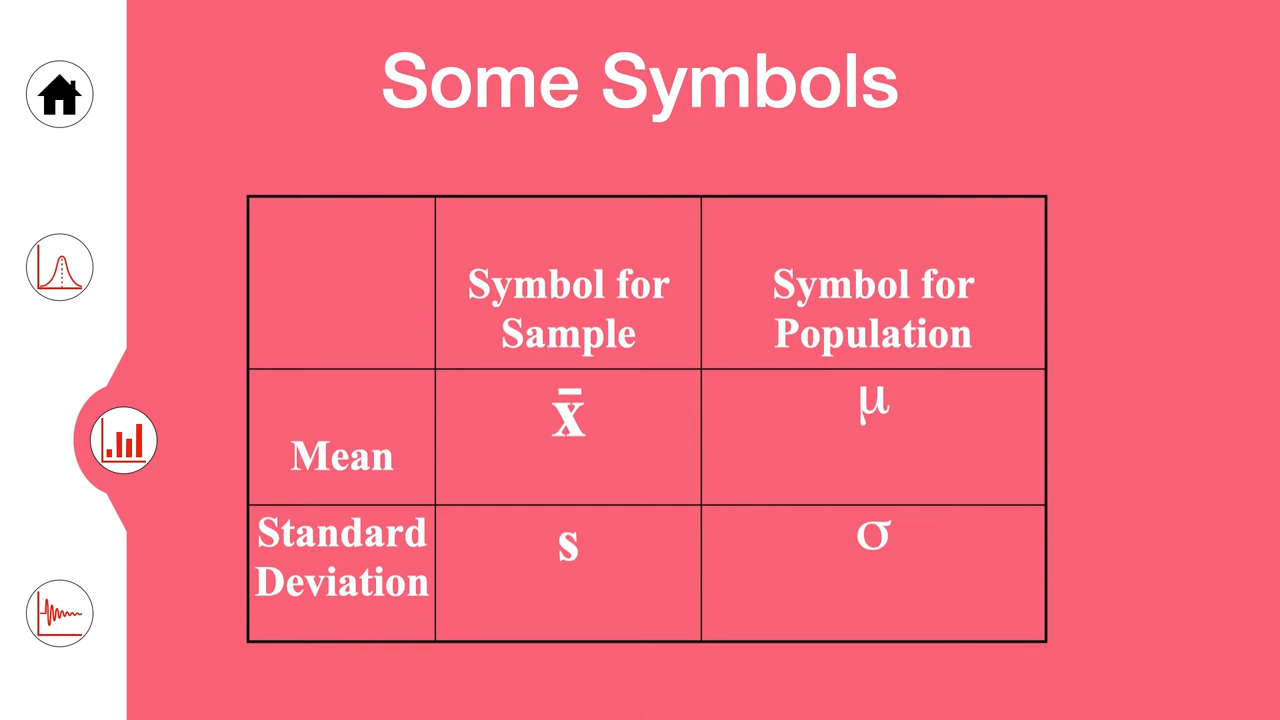 Some Symbols
Symbol for
Sample
Symbol for
Population
Mean
x̄
μ
Standard
Deviation
s
σ